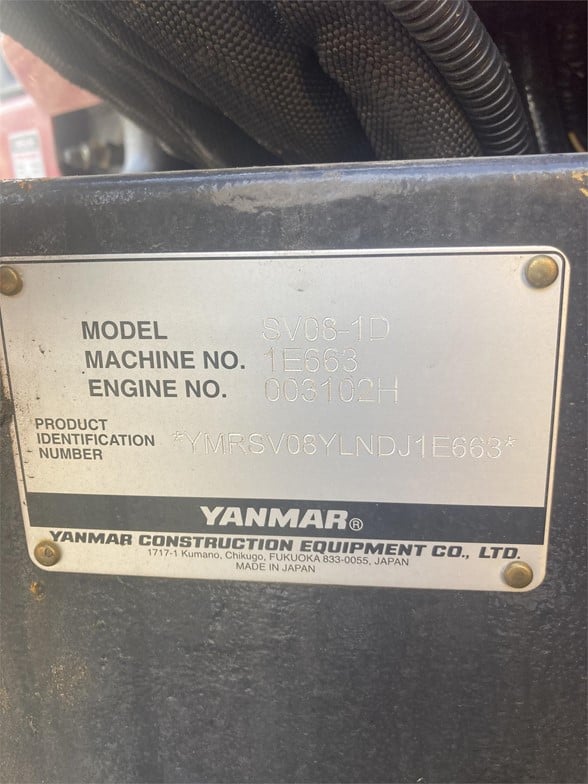 MODEL SV08-1D
MACHINE NO. 1E663
ENGINE NO. 003102H
PRODUCT
IDENTIFICATION *YMRSV08YLNDJ1E663*
NUMBER
YANMAR®
YANMAR CONSTRUCTION EQUIPMENT CO., LTD.
1717-1 Kumano, Chikugo, FUKUOKA 833-0055, JAPAN
MADE IN JAPAN